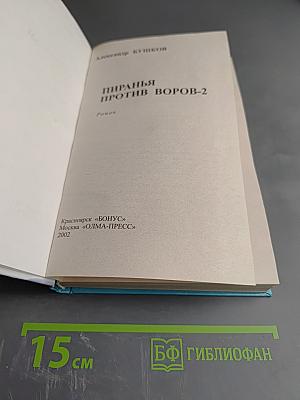 Александр БУШКОВ
ПИРАНЬЯ
ПРОТИВ ВОРОВ-2
Роман
Красноярск «БОНУС»
Москва «ОЛМА-ПРЕСС»
2002
15 см
БФ ГИБЛИОФАН